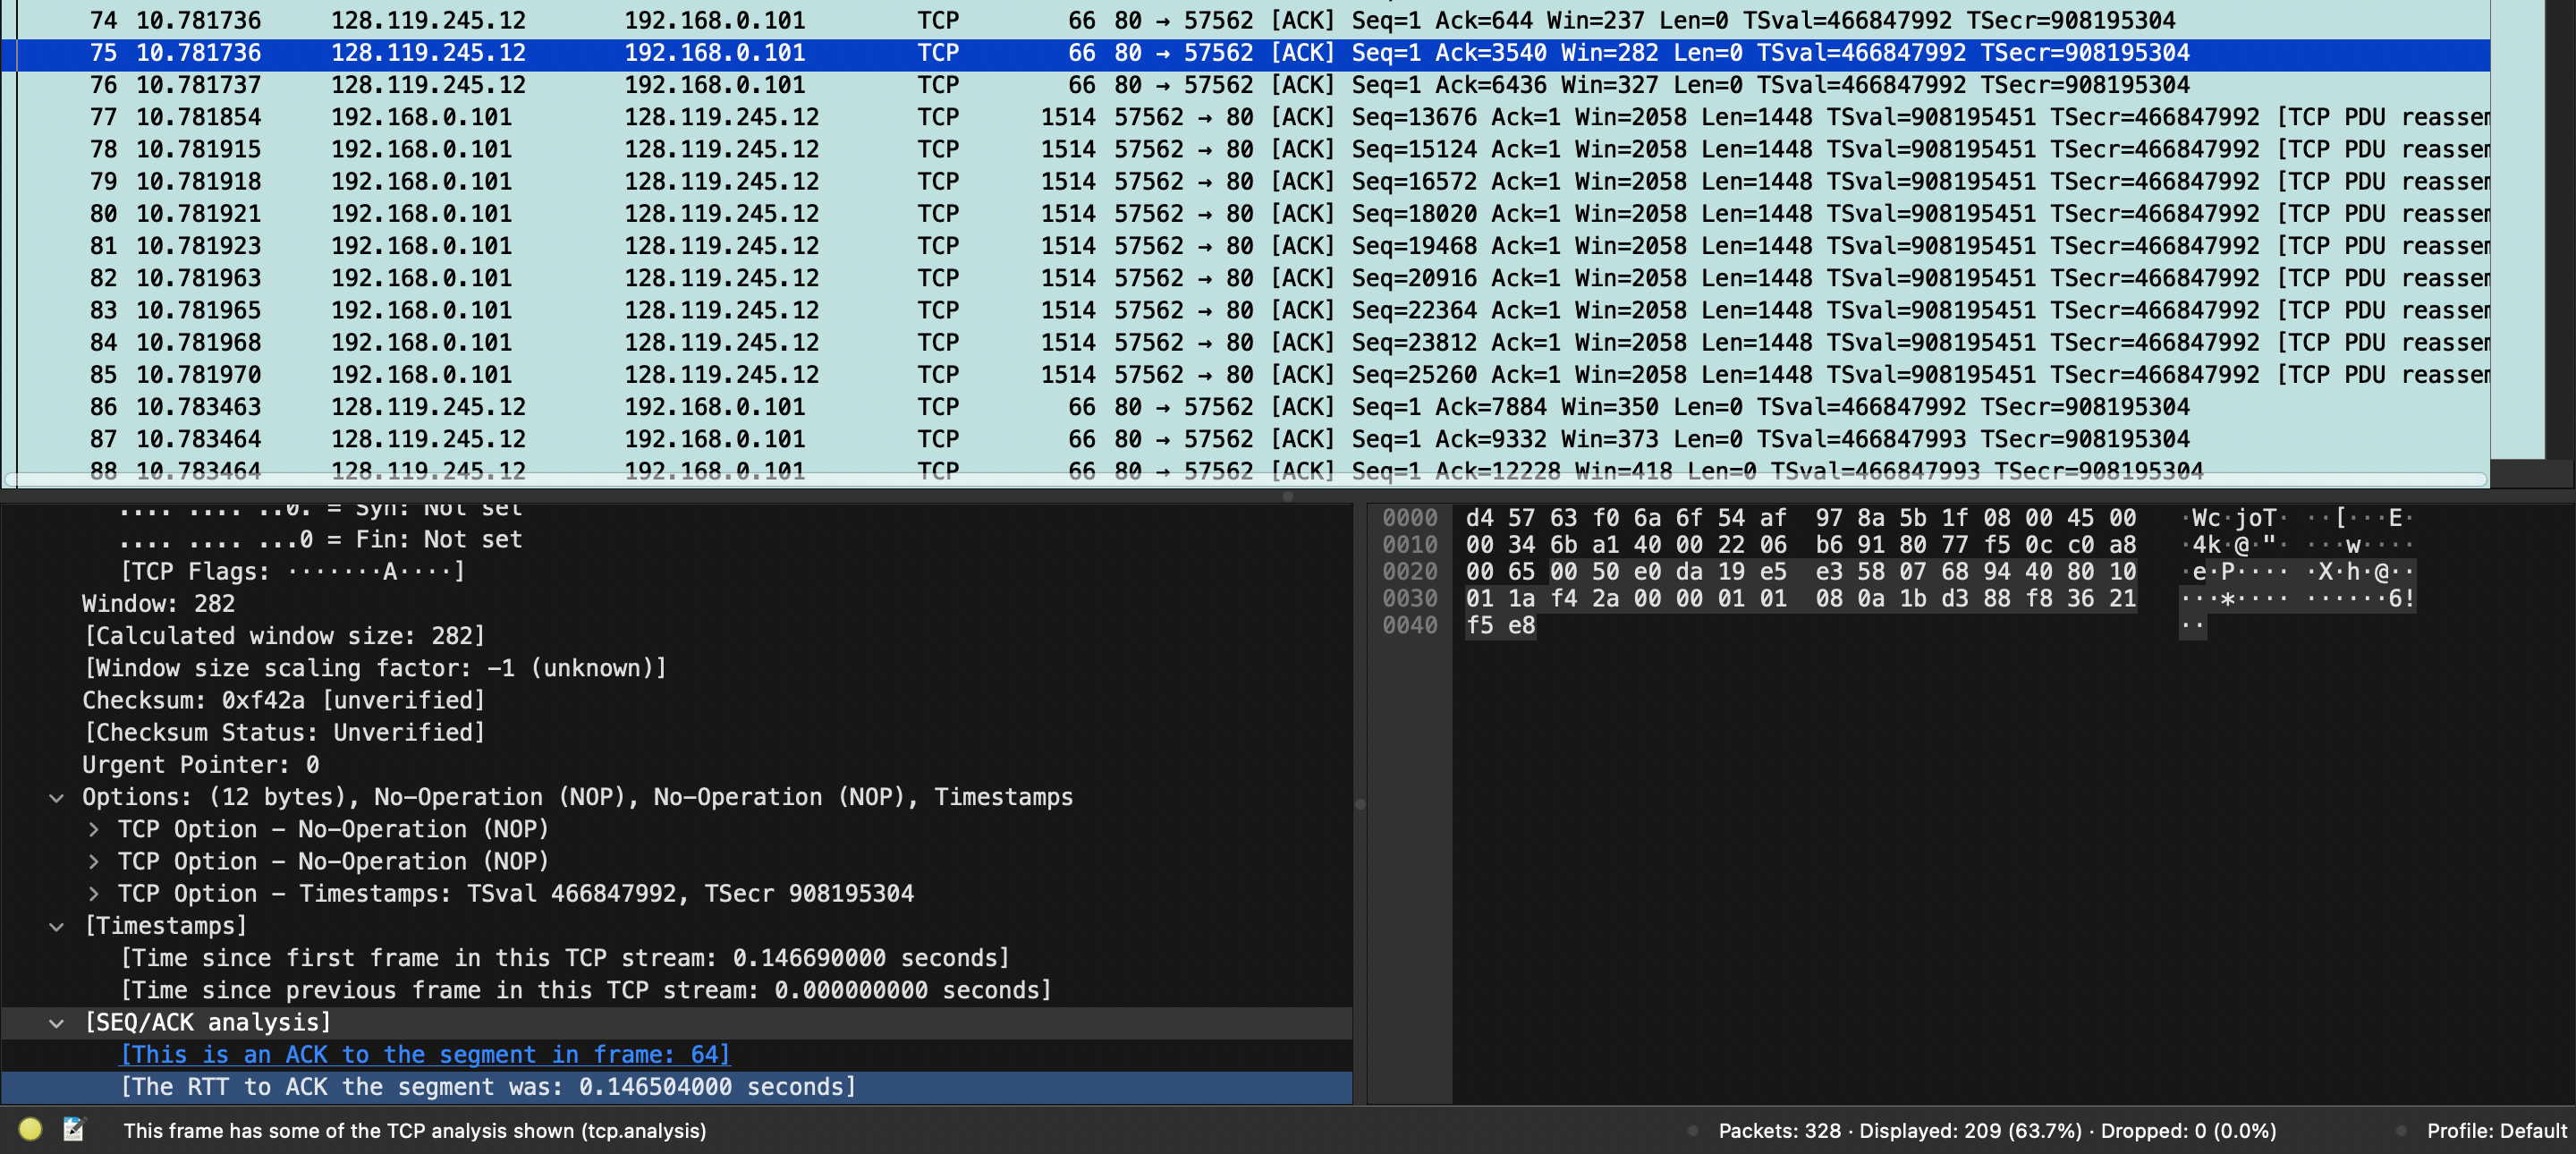 74 10.781736 128.119.245.12 192.168.0.101 TCP 66 80 → 57562 [ACK] Seq=1 Ack=644 Win=237 Len=0 TSval=466847992 TSecr=908195304
75 10.781736 128.119.245.12 192.168.0.101 TCP 66 80 → 57562 [ACK] Seq=1 Ack=3540 Win=282 Len=0 TSval=466847992 TSecr=908195304
76 10.781737 128.119.245.12 192.168.0.101 TCP 66 80 → 57562 [ACK] Seq=1 Ack=6436 Win=327 Len=0 TSval=466847992 TSecr=908195304
77 10.781854 192.168.0.101 128.119.245.12 TCP 1514 57562 → 80 [ACK] Seq=13676 Ack=1 Win=2058 Len=1448 TSval=908195451 TSecr=466847992 [TCP PDU reassem
78 10.781915 192.168.0.101 128.119.245.12 TCP 1514 57562 → 80 [ACK] Seq=15124 Ack=1 Win=2058 Len=1448 TSval=908195451 TSecr=466847992 [TCP PDU reassem
79 10.781918 192.168.0.101 128.119.245.12 TCP 1514 57562 → 80 [ACK] Seq=16572 Ack=1 Win=2058 Len=1448 TSval=908195451 TSecr=466847992 [TCP PDU reassem
80 10.781921 192.168.0.101 128.119.245.12 TCP 1514 57562 → 80 [ACK] Seq=18020 Ack=1 Win=2058 Len=1448 TSval=908195451 TSecr=466847992 [TCP PDU reassem
81 10.781923 192.168.0.101 128.119.245.12 TCP 1514 57562 → 80 [ACK] Seq=19468 Ack=1 Win=2058 Len=1448 TSval=908195451 TSecr=466847992 [TCP PDU reassem
82 10.781963 192.168.0.101 128.119.245.12 TCP 1514 57562 → 80 [ACK] Seq=20916 Ack=1 Win=2058 Len=1448 TSval=908195451 TSecr=466847992 [TCP PDU reassem
83 10.781965 192.168.0.101 128.119.245.12 TCP 1514 57562 → 80 [ACK] Seq=22364 Ack=1 Win=2058 Len=1448 TSval=908195451 TSecr=466847992 [TCP PDU reassem
84 10.781968 192.168.0.101 128.119.245.12 TCP 1514 57562 → 80 [ACK] Seq=23812 Ack=1 Win=2058 Len=1448 TSval=908195451 TSecr=466847992 [TCP PDU reassem
85 10.781970 192.168.0.101 128.119.245.12 TCP 1514 57562 → 80 [ACK] Seq=25260 Ack=1 Win=2058 Len=1448 TSval=908195451 TSecr=466847992 [TCP PDU reassem
86 10.783463 128.119.245.12 192.168.0.101 TCP 66 80 → 57562 [ACK] Seq=1 Ack=7884 Win=350 Len=0 TSval=466847992 TSecr=908195304
87 10.783464 128.119.245.12 192.168.0.101 TCP 66 80 → 57562 [ACK] Seq=1 Ack=9332 Win=373 Len=0 TSval=466847993 TSecr=908195304
88 10.783464 128.119.245.12 192.168.0.101 TCP 66 80 → 57562 [ACK] Seq=1 Ack=12228 Win=418 Len=0 TSval=466847993 TSecr=908195304
.... .... ..0. = Syn: Not set
.... .... ...0 = Fin: Not set
[TCP Flags: ·······A····]
Window: 282
[Calculated window size: 282]
[Window size scaling factor: -1 (unknown)]
Checksum: 0xf42a [unverified]
[Checksum Status: Unverified]
Urgent Pointer: 0
Options: (12 bytes), No-Operation (NOP), No-Operation (NOP), Timestamps
TCP Option - No-Operation (NOP)
TCP Option - No-Operation (NOP)
TCP Option - Timestamps: TSval 466847992, TSecr 908195304
[Timestamps]
[Time since first frame in this TCP stream: 0.146690000 seconds]
[Time since previous frame in this TCP stream: 0.000000000 seconds]
[SEQ/ACK analysis]
[This is an ACK to the segment in frame: 64]
[The RTT to ACK the segment was: 0.146504000 seconds]
0000 d4 57 63 f0 6a 6f 54 af 97 8a 5b 1f 08 00 45 00 ·Wc·joT· ··[···E·
0010 00 34 6b a1 40 00 22 06 b6 91 80 77 f5 0c c0 a8 ·4k·@·"· ···w····
0020 00 65 00 50 e0 da 19 e5 e3 58 07 68 94 40 80 10 ·e·P···· ·X·h·@··
0030 01 1a f4 2a 00 00 01 01 08 0a 1b d3 88 f8 36 21 ···*···· ······6!
0040 f5 e8 ··
This frame has some of the TCP analysis shown (tcp.analysis)
Packets: 328 · Displayed: 209 (63.7%) · Dropped: 0 (0.0%)
Profile: Default